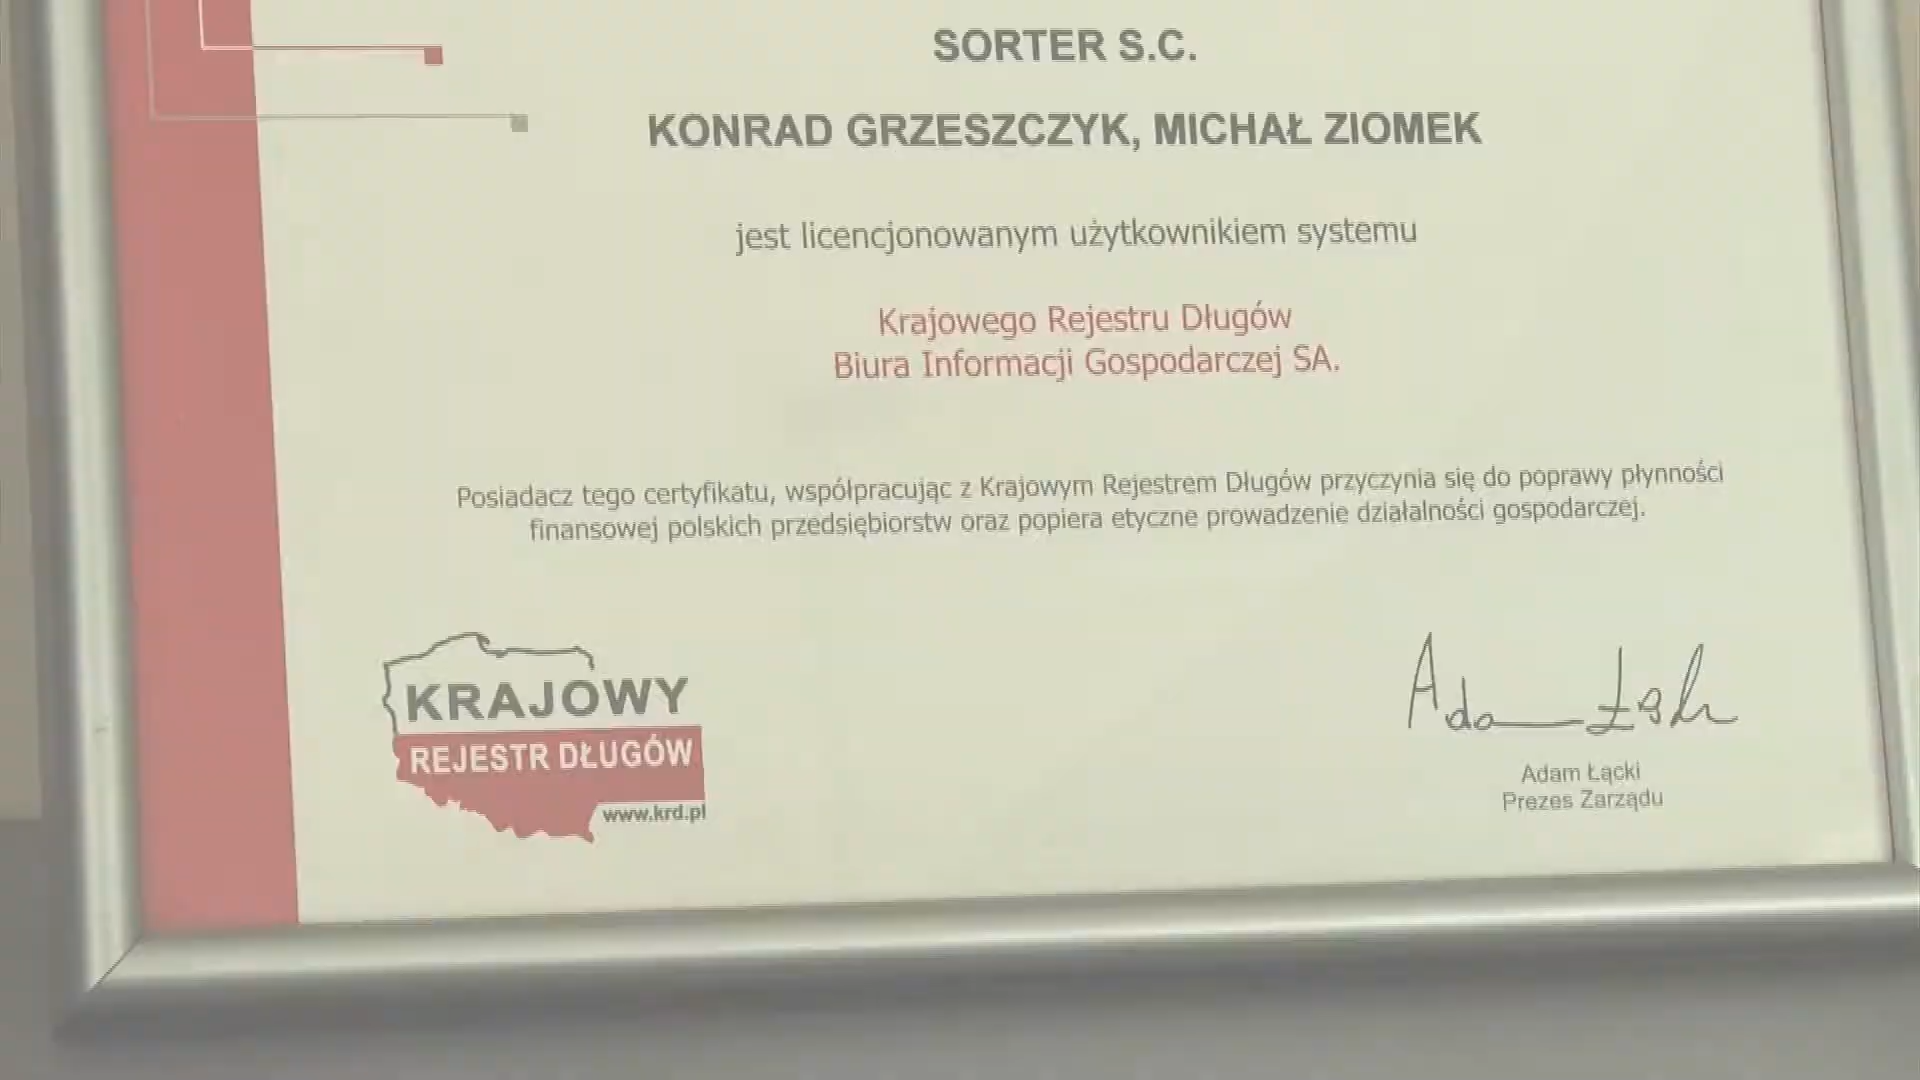 SORTER S.C.
KONRAD GRZESZCZYK, MICHAŁ ZIOMEK
jest licencjonowanym użytkownikiem systemu
Krajowego Rejestru Długów
Biura Informacji Gospodarczej SA.
Posiadacz tego certyfikatu, współpracując z Krajowym Rejestrem Długów przyczynia się do poprawy płynności
finansowej polskich przedsiębiorstw oraz popiera etyczne prowadzenie działalności gospodarczej.
KRAJOWY
REJESTR DŁUGÓW
www.krd.pl
Adam Łącki
Adam Łącki
Prezes Zarządu